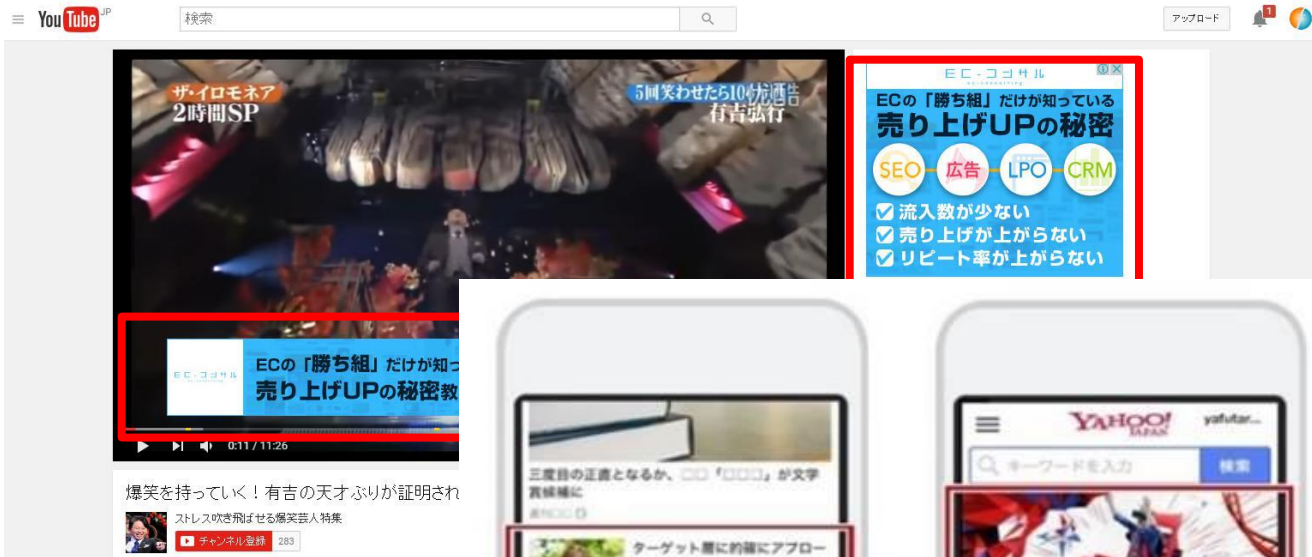 YouTube JP
検索
アップロード
1
ザ・イロモネア
2時間SP
5回笑わせたら10
有吉弘行
EC-コンサル
ECの「勝ち組」だけが知っている
売り上げUPの秘密
SEO 広告 LPO CRM
流入数が少ない
売り上げが上がらない
リピート率が上がらない
EC-コンサル
ECの「勝ち組」だけが知っ
売り上げUPの秘密教
0:11 / 11:26
爆笑を持っていく!有吉の天才ぶりが証明され
ストレス吹き飛ばせる爆笑芸人特集
チャンネル登録 283
三度目の正直となるか、□□「□□□」が文学
賞候補に
ターゲット層に的確にアプロー
YAHOO!
JAPAN
yafutar...
キーワードを入力
検索